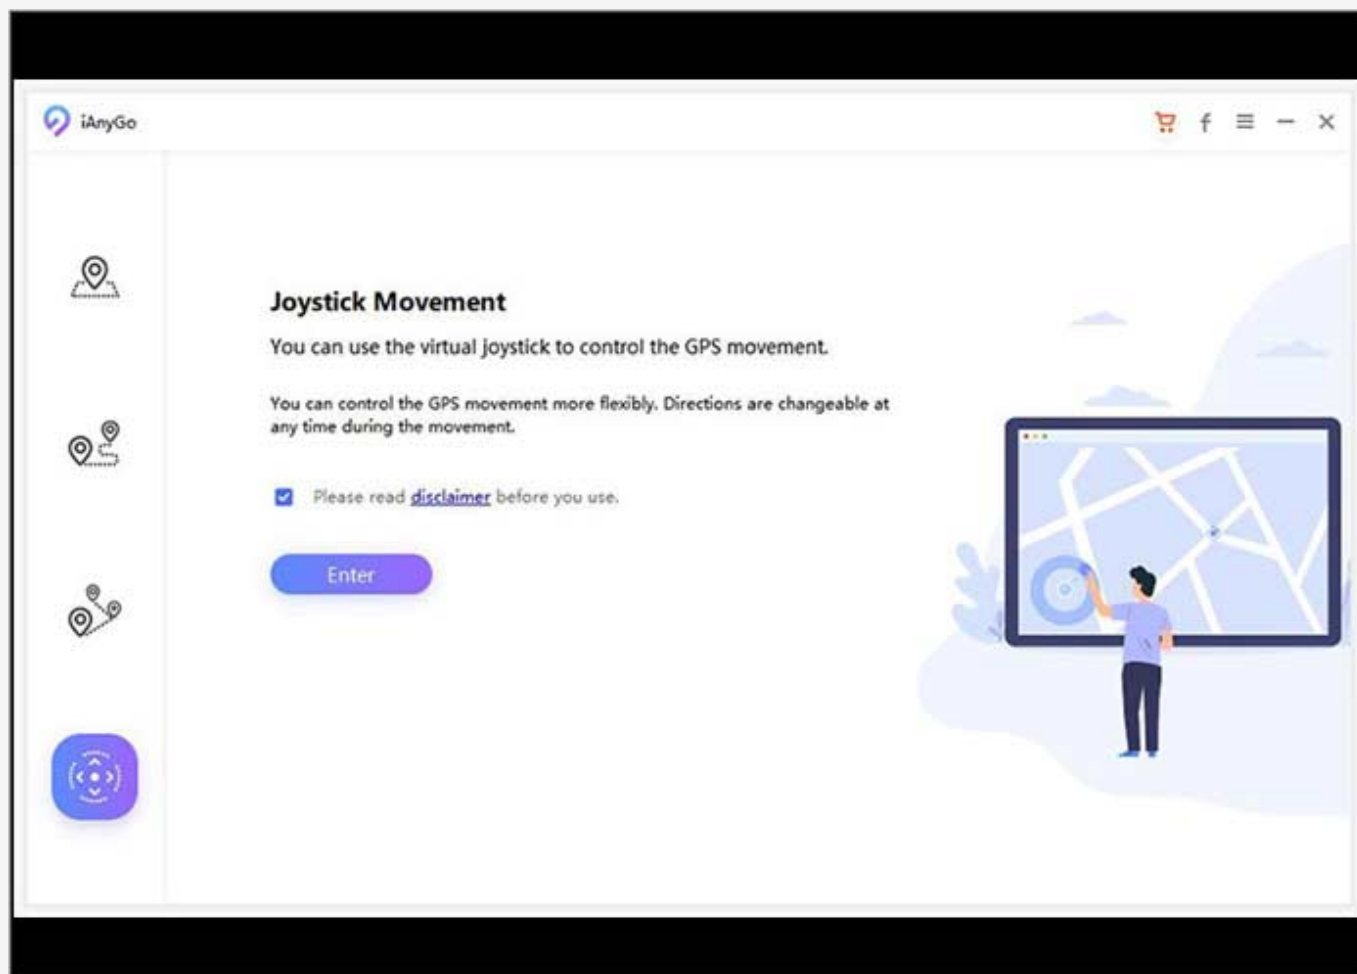 iAnyGo
Joystick Movement
You can use the virtual joystick to control the GPS movement.
You can control the GPS movement more flexibly. Directions are changeable at
any time during the movement.
Please read disclaimer before you use.
Enter